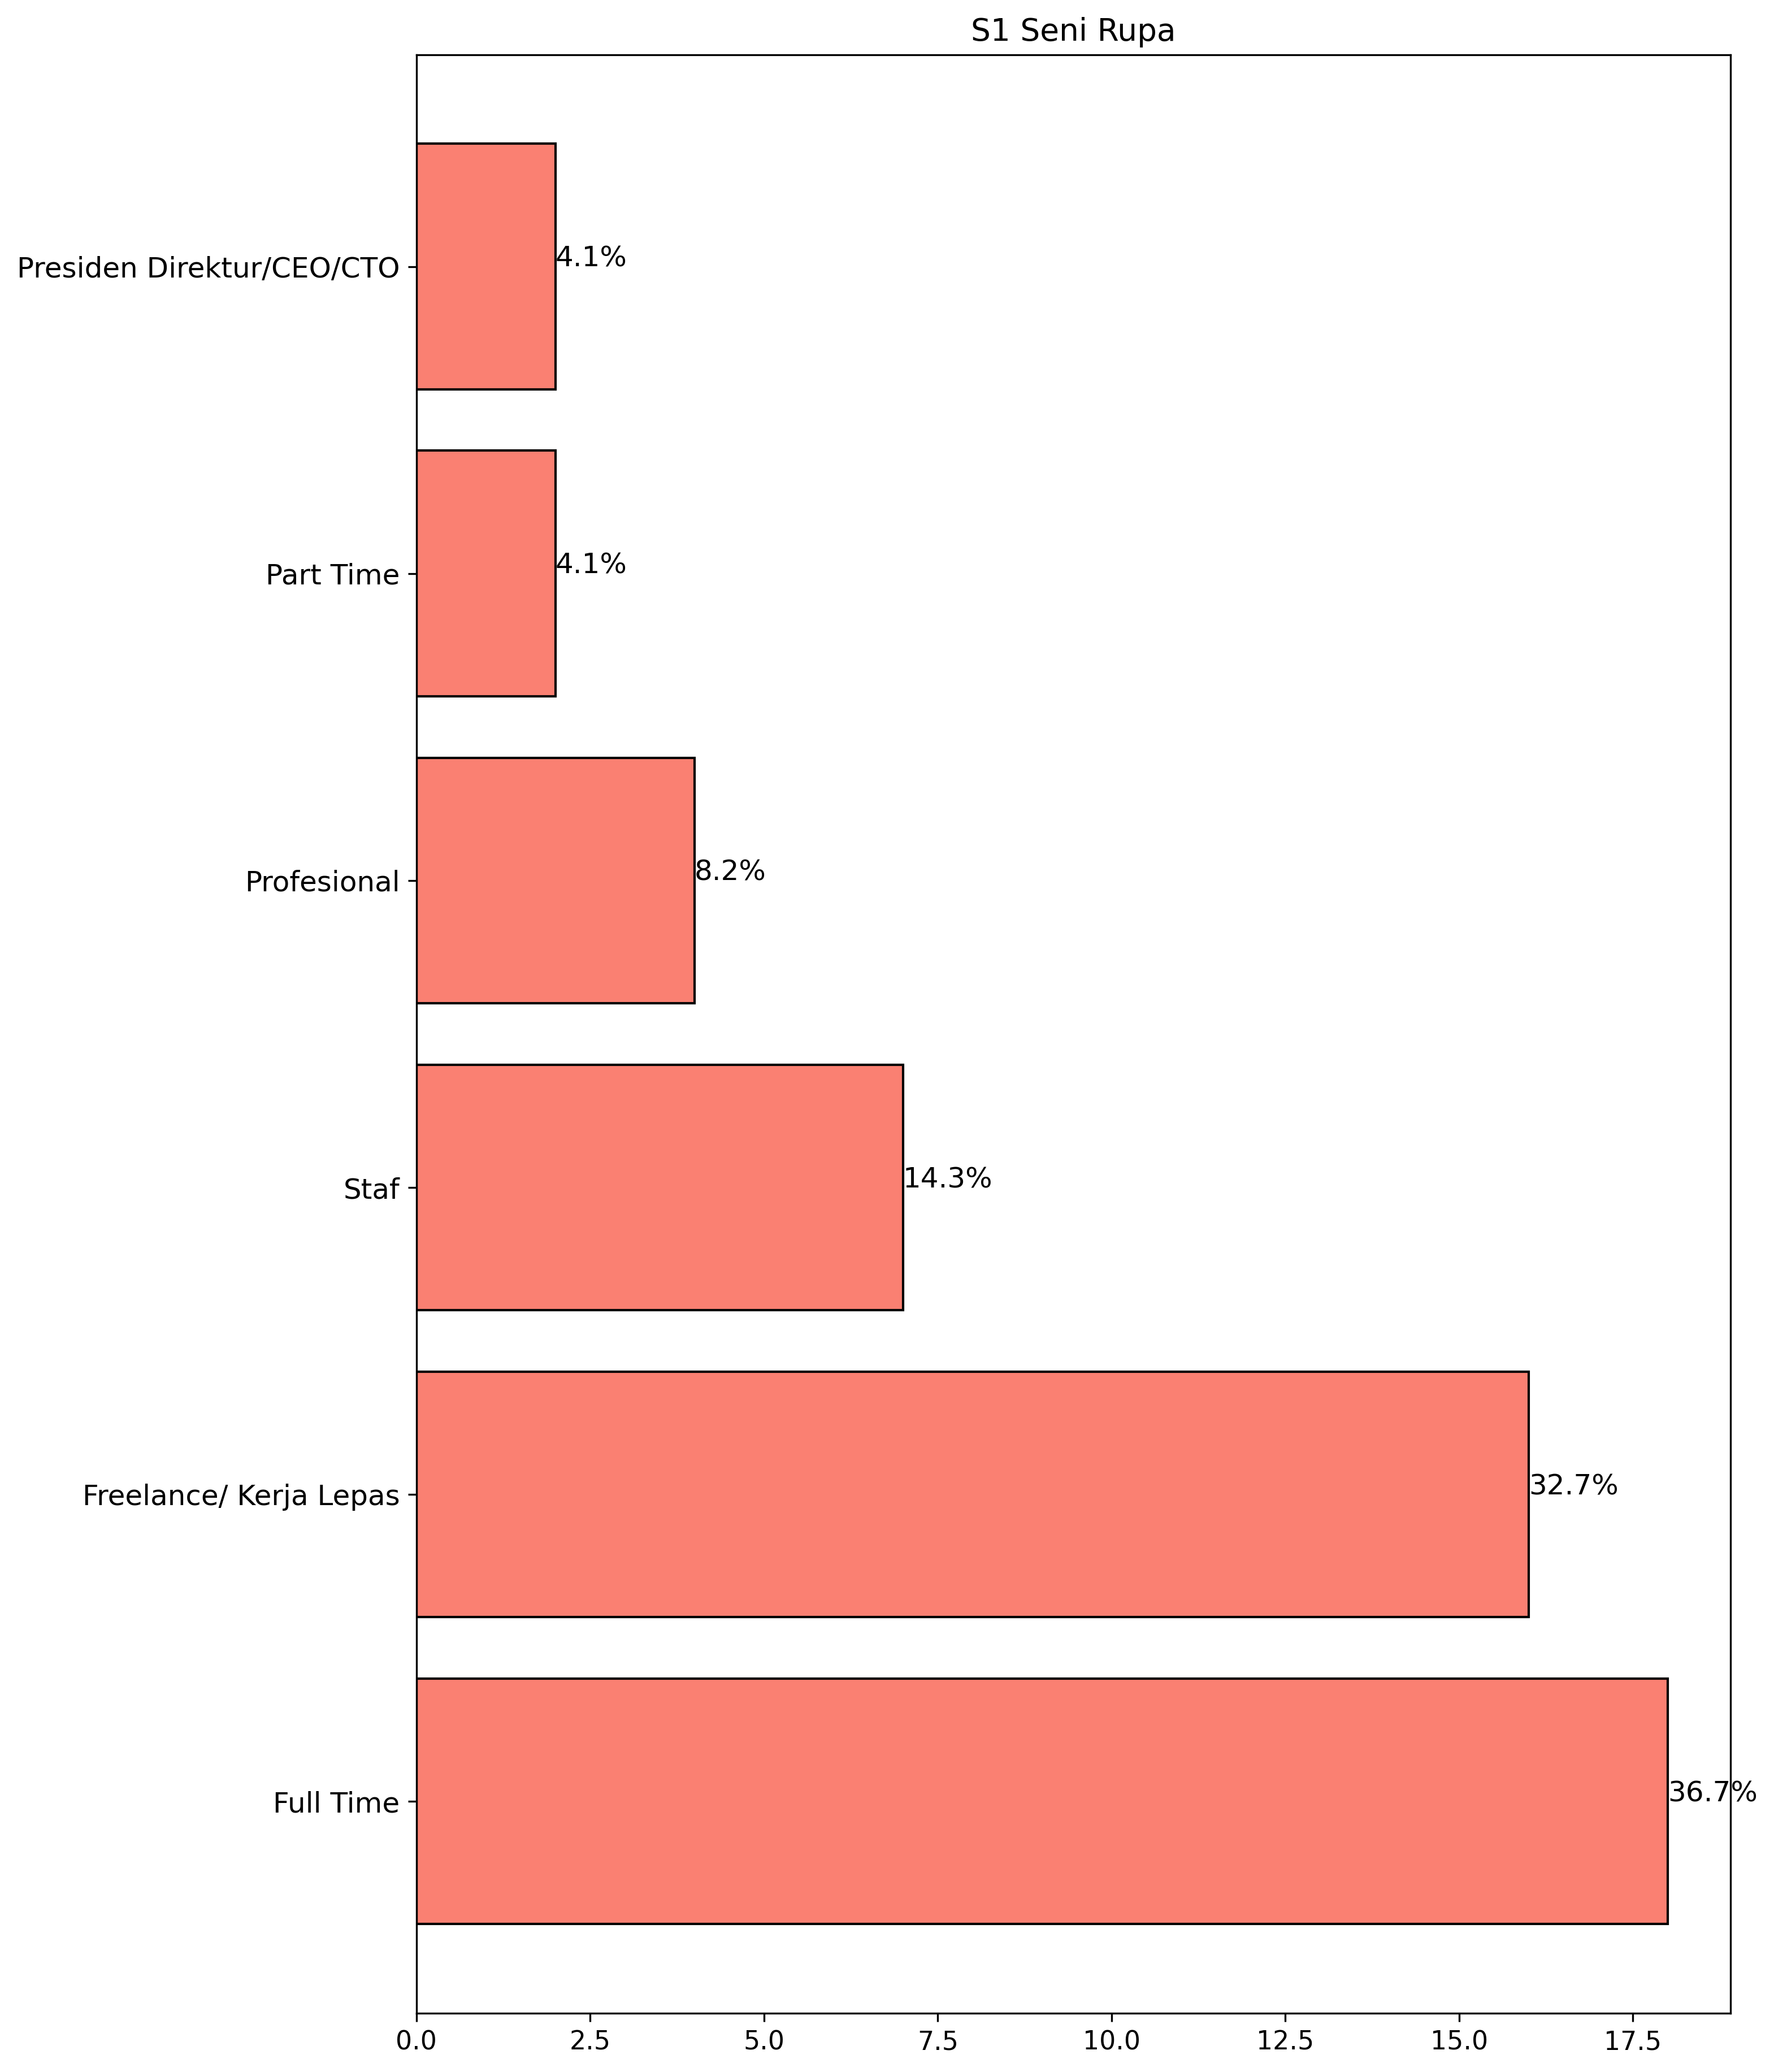 S1 Seni Rupa
Presiden Direktur/CEO/CTO
4.1%
Part Time
4.1%
Profesional
8.2%
Staf
14.3%
Freelance/ Kerja Lepas
32.7%
Full Time
36.7%
0.0 2.5 5.0 7.5 10.0 12.5 15.0 17.5